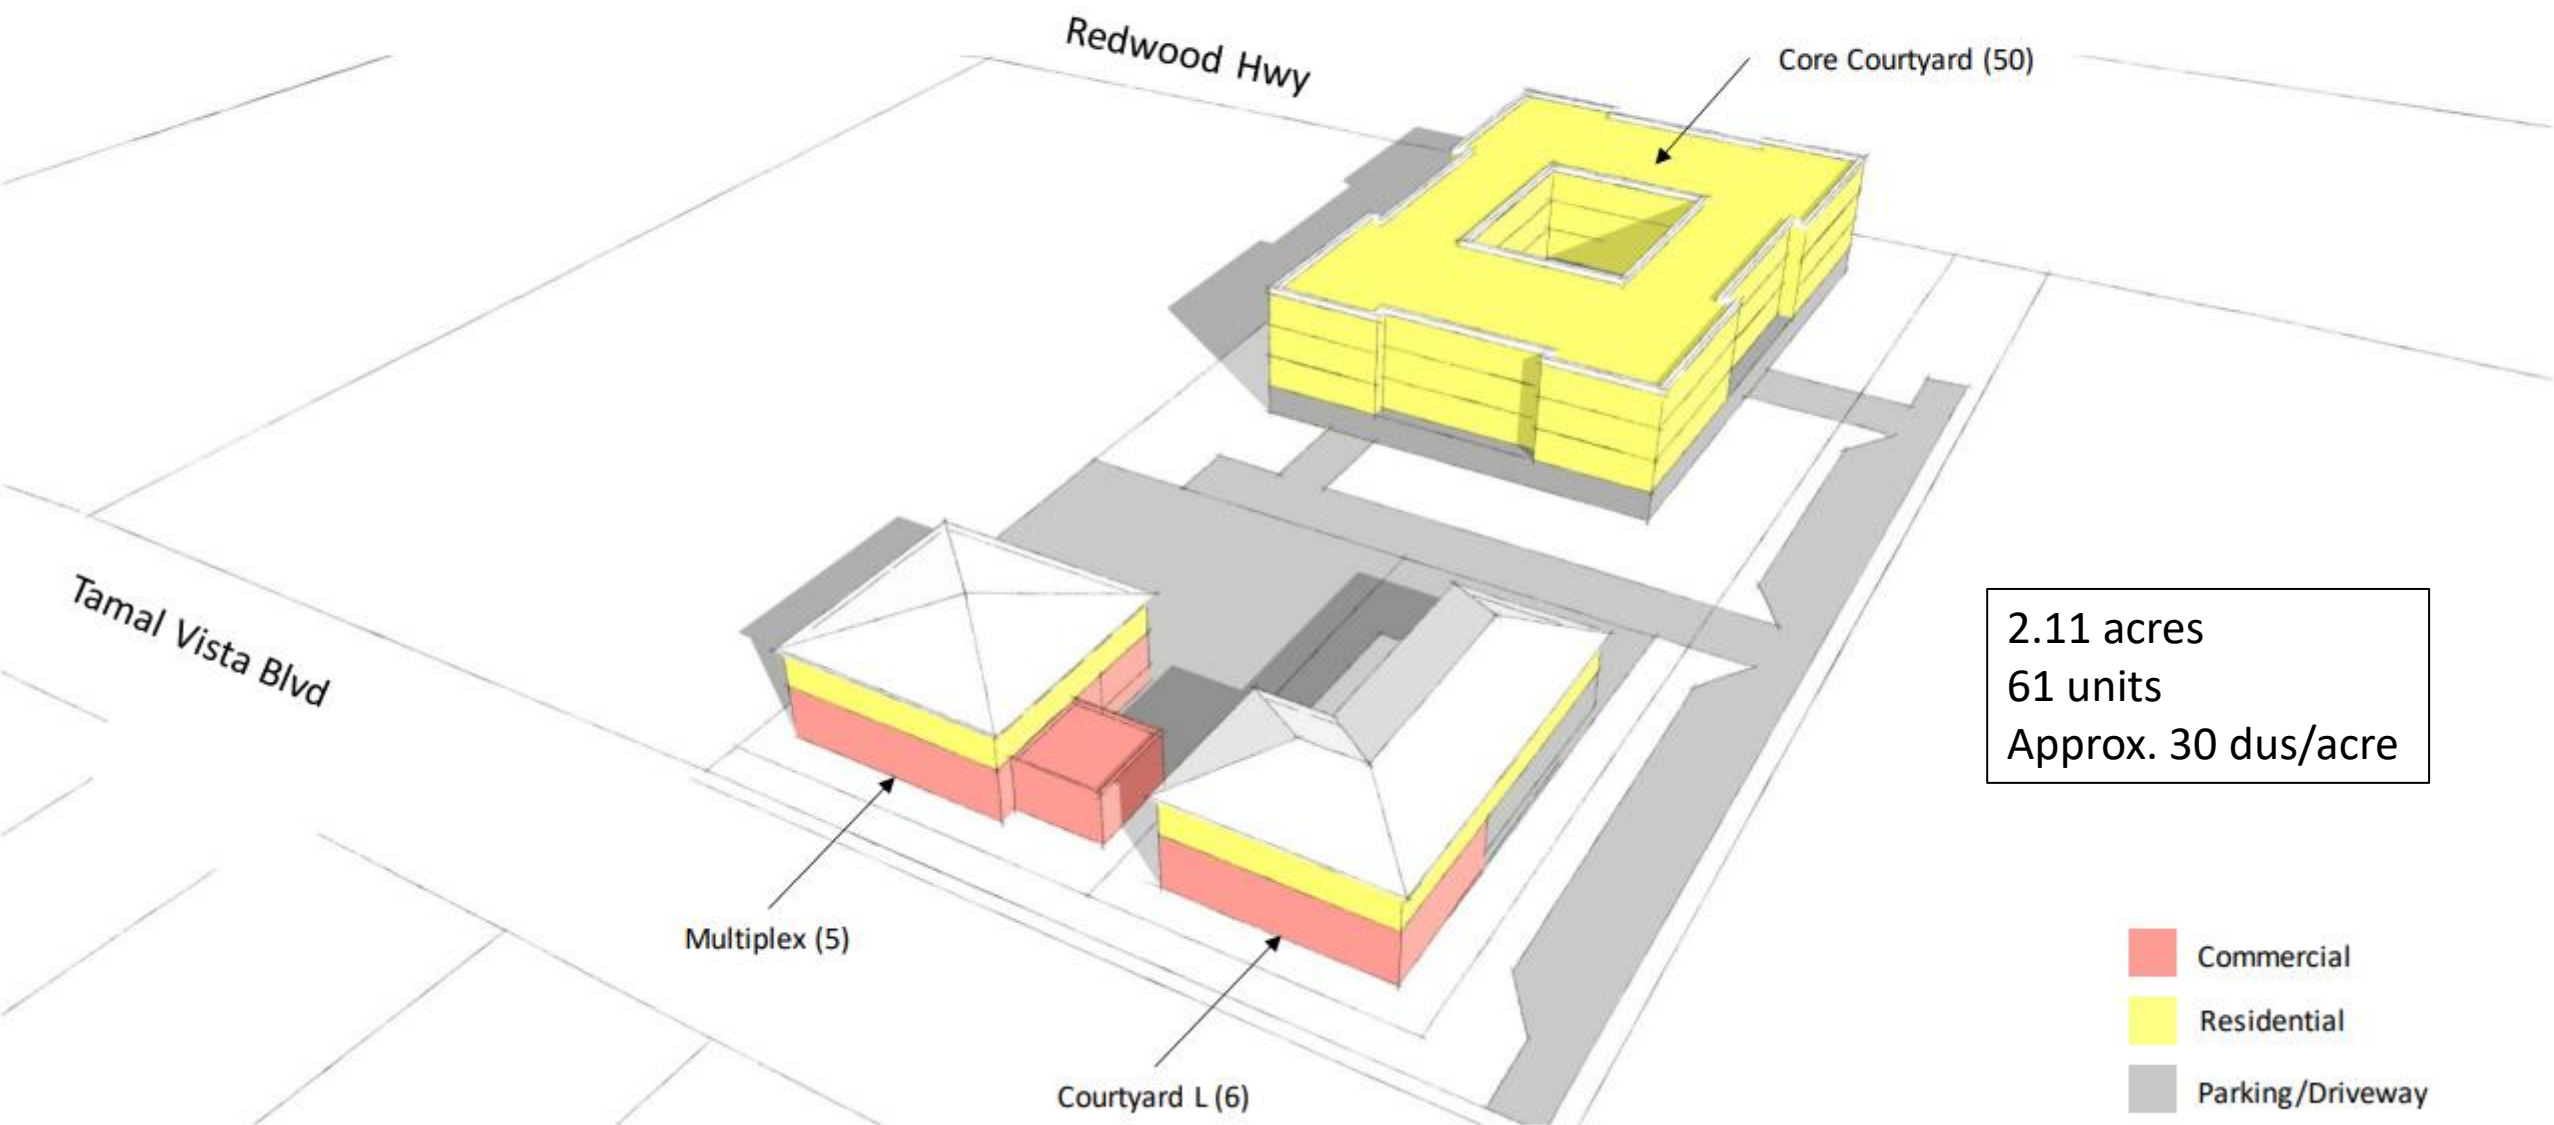 Redwood Hwy
Core Courtyard (50)
Tamal Vista Blvd
2.11 acres
61 units
Approx. 30 dus/acre
Multiplex (5)
Courtyard L (6)
Commercial
Residential
Parking/Driveway